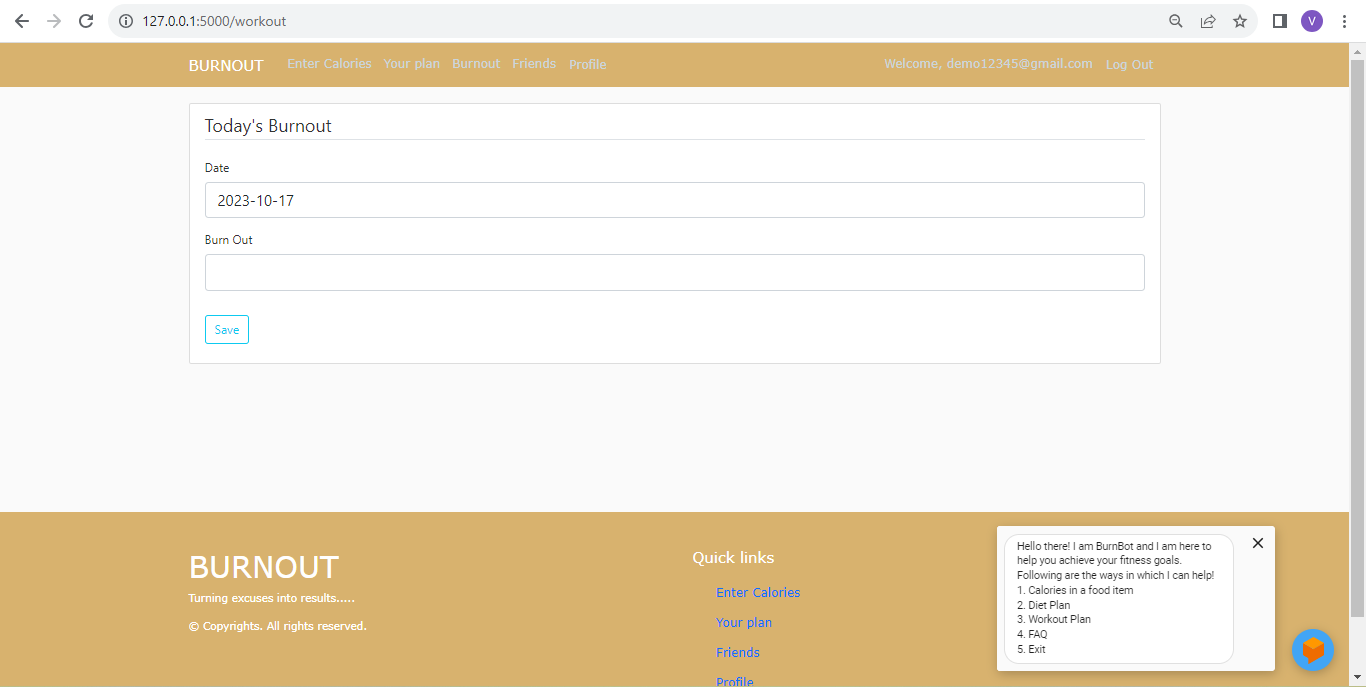 127.0.0.1:5000/workout
V
BURNOUT Enter Calories Your plan Burnout Friends Profile Welcome, demo12345@gmail.com Log Out
Today's Burnout
Date
2023-10-17
Burn Out
Save
BURNOUT
Turning excuses into results.....
© Copyrights. All rights reserved.
Quick links
Enter Calories
Your plan
Friends
Profile
Hello there! I am BurnBot and I am here to
help you achieve your fitness goals.
Following are the ways in which I can help!
1. Calories in a food item
2. Diet Plan
3. Workout Plan
4. FAQ
5. Exit